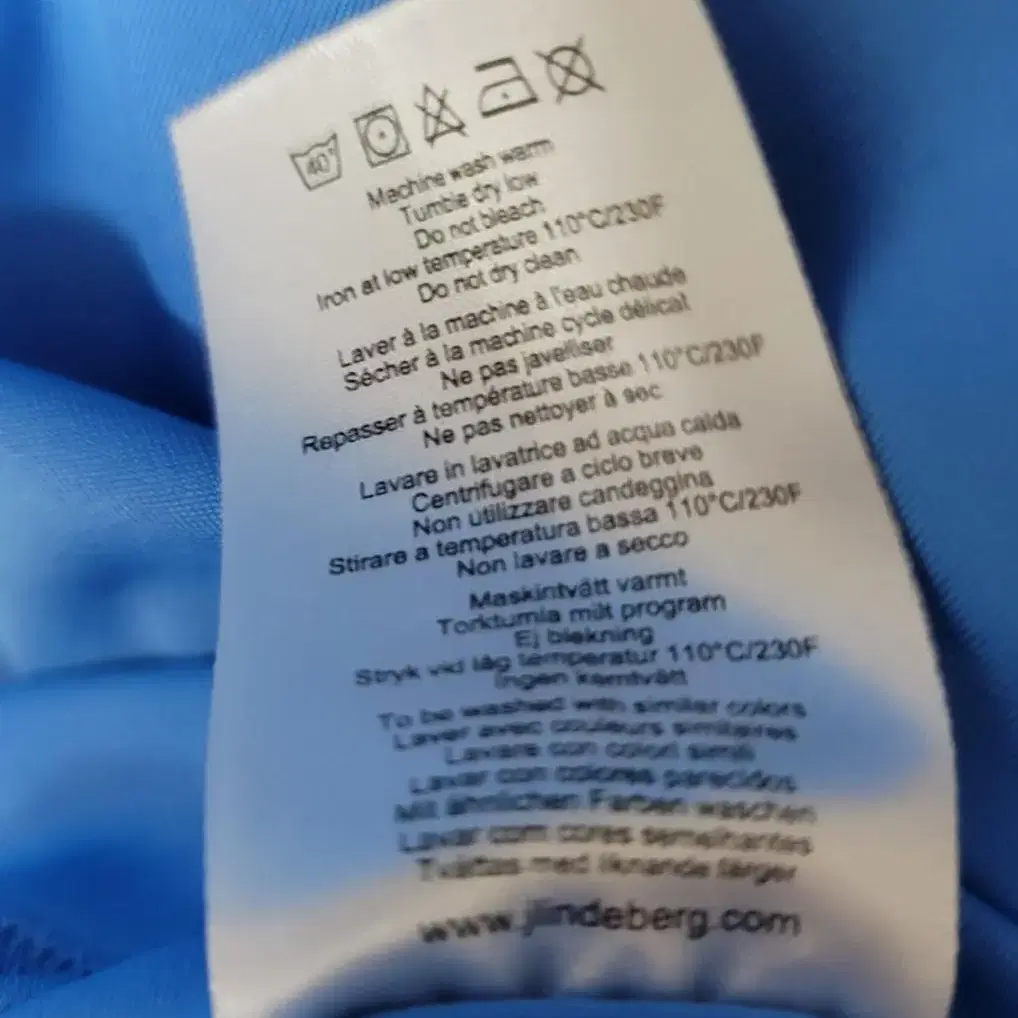 40°
Machine wash warm
Tumble dry low
Do not bleach
Iron at low temperature 110°C/230F
Do not dry clean
Laver à la machine à l'eau chaude
Sécher à la machine cycle délicat
Ne pas javelliser
Repasser à température basse 110°C/230F
Ne pas nettoyer à sec
Lavare in lavatrice ad acqua calda
Centrifugare a ciclo breve
Non utilizzare candeggina
Stirare a temperatura bassa 110°C/230F
Non lavare a secco
Maskintvätt varmt
Torktumla milt program
Ej blekning
Stryk vid låg temperatur 110°C/230F
Ingen kemtvätt
To be washed with similar colors
Laver avec couleurs similaires
Lavare con colori simili
Lavar con colores parecidos
Mit ähnlichen Farben waschen
Lavar com cores semelhantes
Tvättas med liknande färger
www.jlindeberg.com